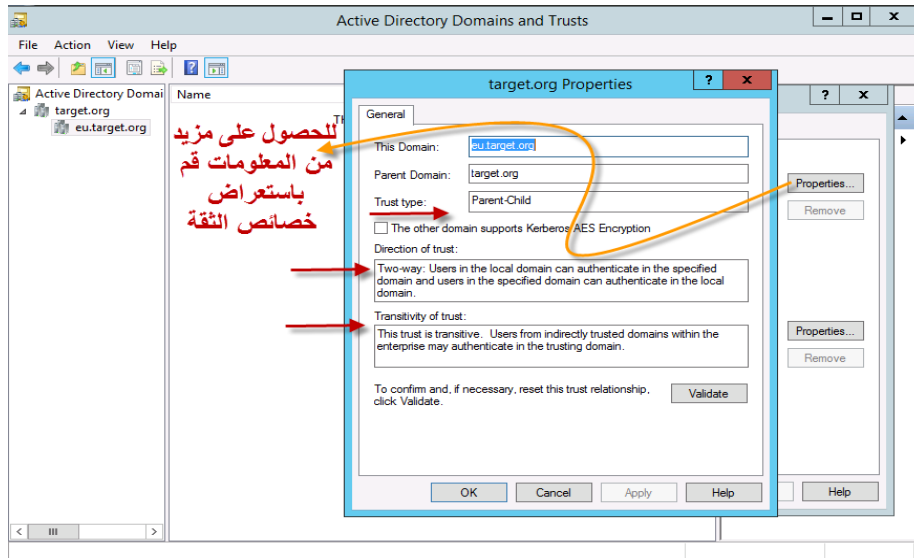 Active Directory Domains and Trusts
File Action View Help
Active Directory Domai
target.org
eu.target.org
Name
للحصول على مزيد
من المعلومات قم
باستعراض
خصائص الثقة
target.org Properties
General
This Domain: eu.target.org
Parent Domain: target.org
Trust type: Parent-Child
The other domain supports Kerberos AES Encryption
Direction of trust:
Two-way: Users in the local domain can authenticate in the specified
domain and users in the specified domain can authenticate in the local
domain.
Transitivity of trust:
This trust is transitive. Users from indirectly trusted domains within the
enterprise may authenticate in the trusting domain.
To confirm and, if necessary, reset this trust relationship,
click Validate.
Validate
OK Cancel Apply Help
Properties...
Remove
Properties...
Remove
Help